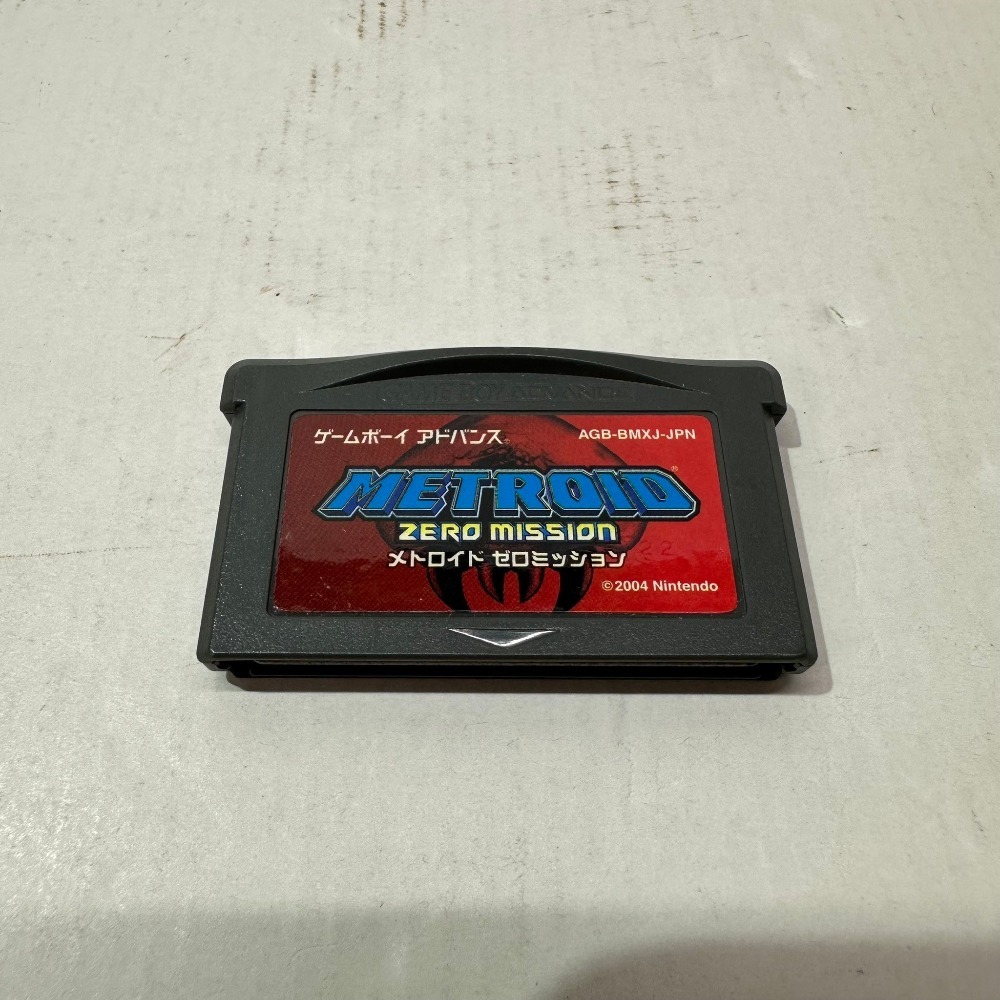 GAME BOY ADVANCE
ゲームボーイ アドバンス
AGB-BMXJ-JPN
METROID®
ZERO MISSION
22
メトロイド ゼロミッション
©2004 Nintendo